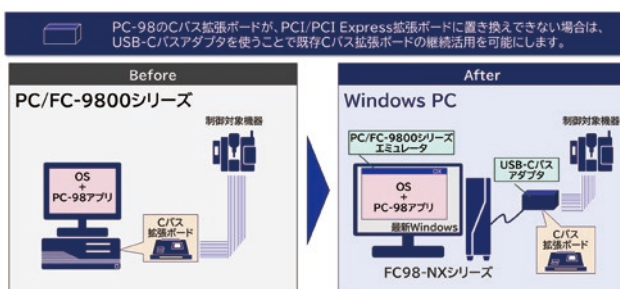 PC-98のCバス拡張ボードが、PCI/PCI Express拡張ボードに置き換えできない場合は、
USB-Cバスアダプタを使うことで既存Cバス拡張ボードの継続活用を可能にします。
Before
PC/FC-9800シリーズ
制御対象機器
OS
+
PC-98アプリ
Cバス
拡張ボード
After
Windows PC
制御対象機器
PC/FC-9800シリーズ
エミュレータ
USB-Cバス
アダプタ
OS
+
PC-98アプリ
最新Windows
Cバス
拡張ボード
FC98-NXシリーズ